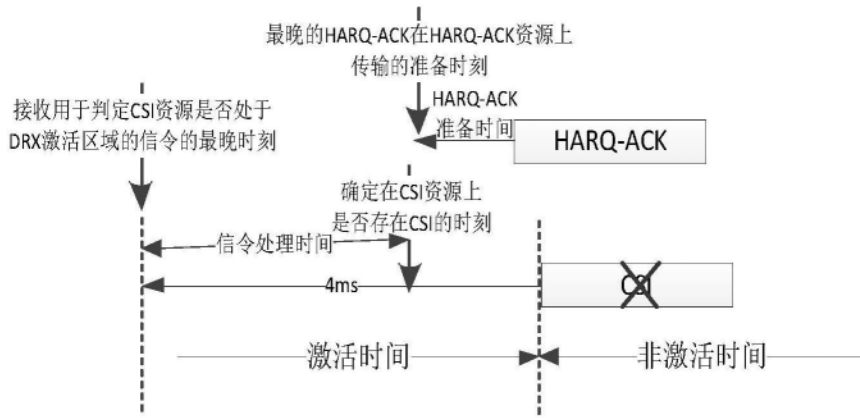 最晚的HARQ-ACK在HARQ-ACK资源上
传输的准备时刻
接收用于判定CSI资源是否处于
DRX激活区域的信令的最晚时刻
HARQ-ACK
准备时间
HARQ-ACK
确定在CSI资源上
是否存在CSI的时刻
信令处理时间
4ms
CSI
激活时间
非激活时间